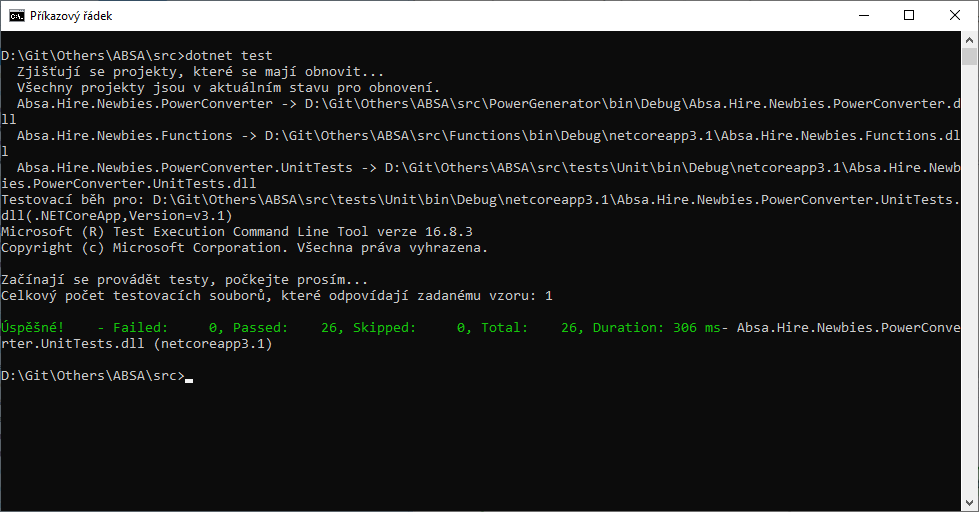 Příkazový řádek
D:\Git\Others\ABSA\src>dotnet test
Zjišťují se projekty, které se mají obnovit...
Všechny projekty jsou v aktuálním stavu pro obnovení.
Absa.Hire.Newbies.PowerConverter -> D:\Git\Others\ABSA\src\PowerGenerator\bin\Debug\Absa.Hire.Newbies.PowerConverter.d
ll
Absa.Hire.Newbies.Functions -> D:\Git\Others\ABSA\src\Functions\bin\Debug\netcoreapp3.1\Absa.Hire.Newbies.Functions.dl
l
Absa.Hire.Newbies.PowerConverter.UnitTests -> D:\Git\Others\ABSA\src\tests\Unit\bin\Debug\netcoreapp3.1\Absa.Hire.Newb
ies.PowerConverter.UnitTests.dll
Testovací běh pro: D:\Git\Others\ABSA\src\tests\Unit\bin\Debug\netcoreapp3.1\Absa.Hire.Newbies.PowerConverter.UnitTests.
dll(.NETCoreApp,Version=v3.1)
Microsoft (R) Test Execution Command Line Tool verze 16.8.3
Copyright (c) Microsoft Corporation. Všechna práva vyhrazena.
Začínají se provádět testy, počkejte prosím...
Celkový počet testovacích souborů, které odpovídají zadanému vzoru: 1
Úspěšné!    - Failed:     0, Passed:    26, Skipped:     0, Total:    26, Duration: 306 ms- Absa.Hire.Newbies.PowerConve
rter.UnitTests.dll (netcoreapp3.1)
D:\Git\Others\ABSA\src>